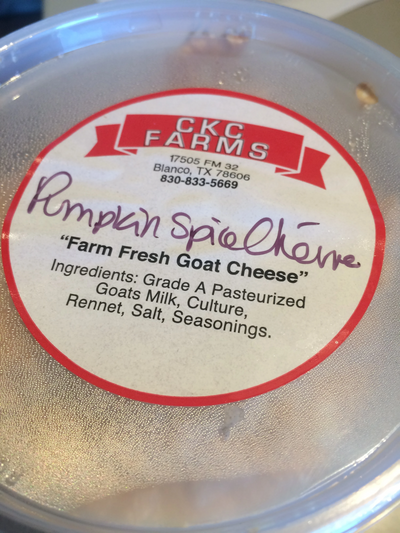 CKC
FARMS
17505 FM 32
Blanco, TX 78606
830-833-5669
Pumpkin Spice Chèvre
"Farm Fresh Goat Cheese"
Ingredients: Grade A Pasteurized
Goats Milk, Culture,
Rennet, Salt, Seasonings.